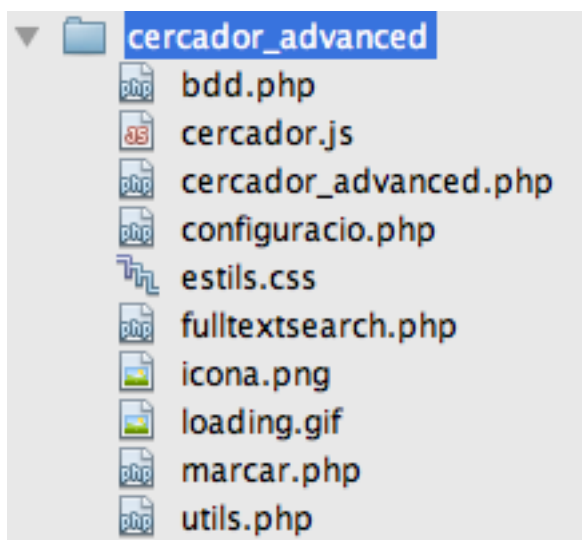 cercador_advanced
bdd.php
cercador.js
cercador_advanced.php
configuracio.php
estils.css
fulltextsearch.php
icona.png
loading.gif
marcar.php
utils.php